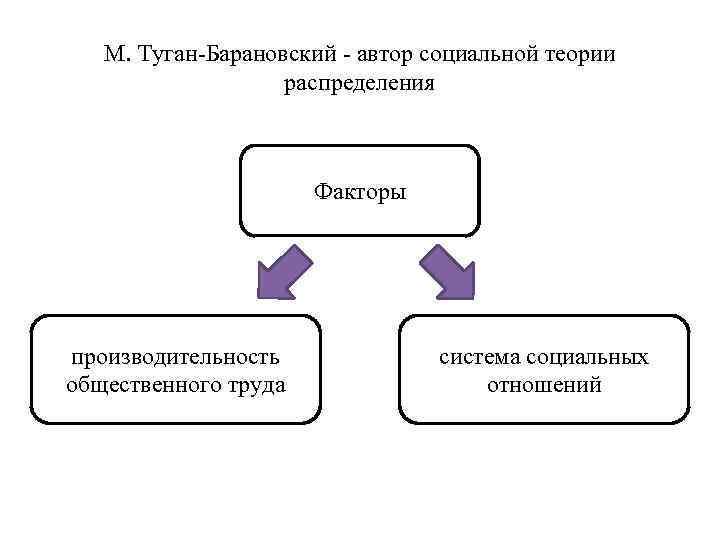 М. Туган-Барановский - автор социальной теории
распределения
Факторы
производительность
общественного труда
система социальных
отношений